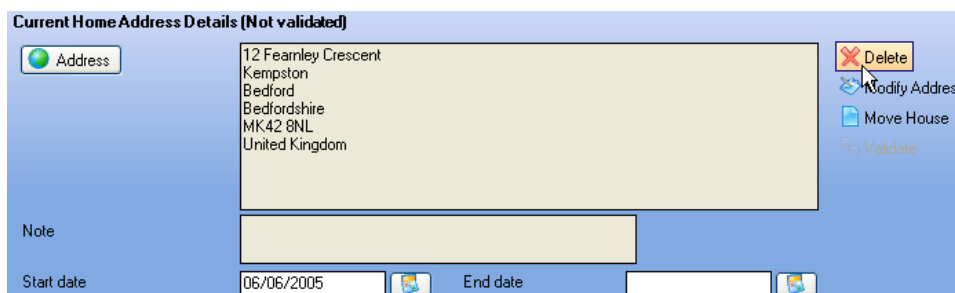 Current Home Address Details (Not validated)
Address
12 Fearnley Crescent
Kempston
Bedford
Bedfordshire
MK42 8NL
United Kingdom
Delete
Modify Addres
Move House
Validate
Note
Start date
06/06/2005
End date